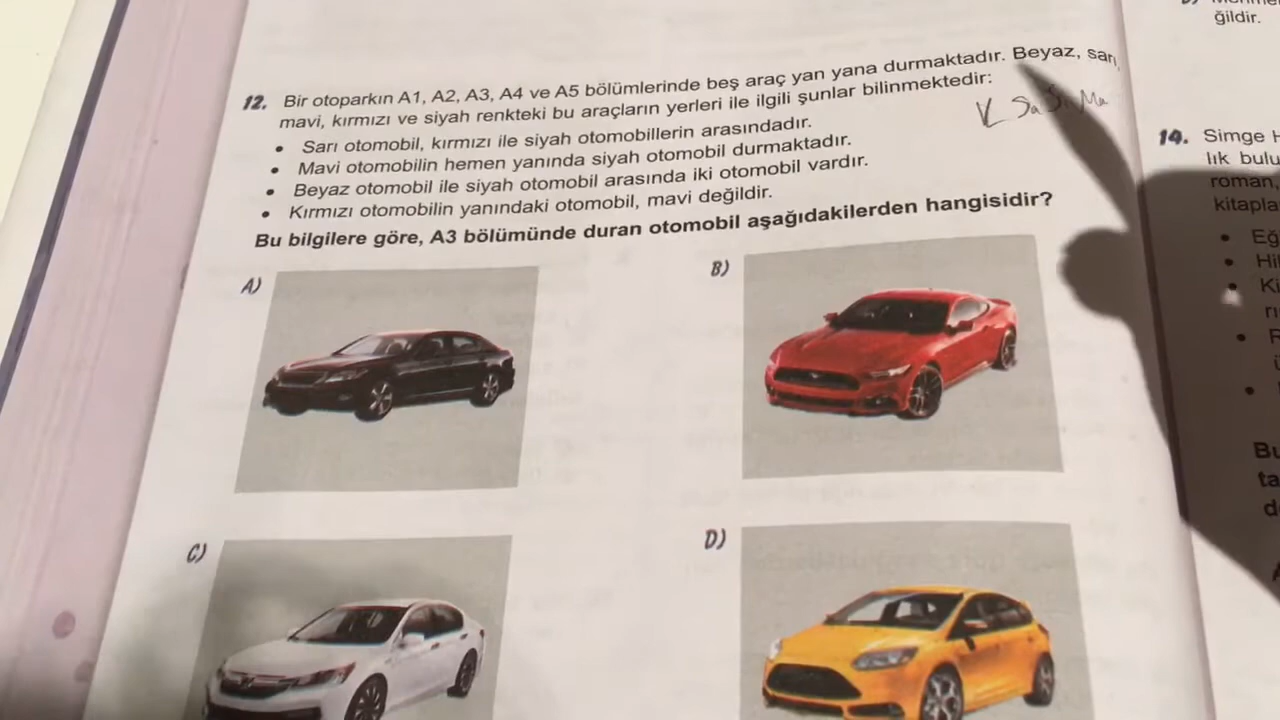 12. Bir otoparkın A1, A2, A3, A4 ve A5 bölümlerinde beş araç yan yana durmaktadır. Beyaz, sarı,
mavi, kırmızı ve siyah renkteki bu araçların yerleri ile ilgili şunlar bilinmektedir:
• Sarı otomobil, kırmızı ile siyah otomobillerin arasındadır.
• Mavi otomobilin hemen yanında siyah otomobil durmaktadır.
• Beyaz otomobil ile siyah otomobil arasında iki otomobil vardır.
• Kırmızı otomobilin yanındaki otomobil, mavi değildir.
Bu bilgilere göre, A3 bölümünde duran otomobil aşağıdakilerden hangisidir?
A)
B)
C)
D)
ğildir.
14. Simge
lık bulu
roman,
kitapla
• Eğ
• Hi
• Ki